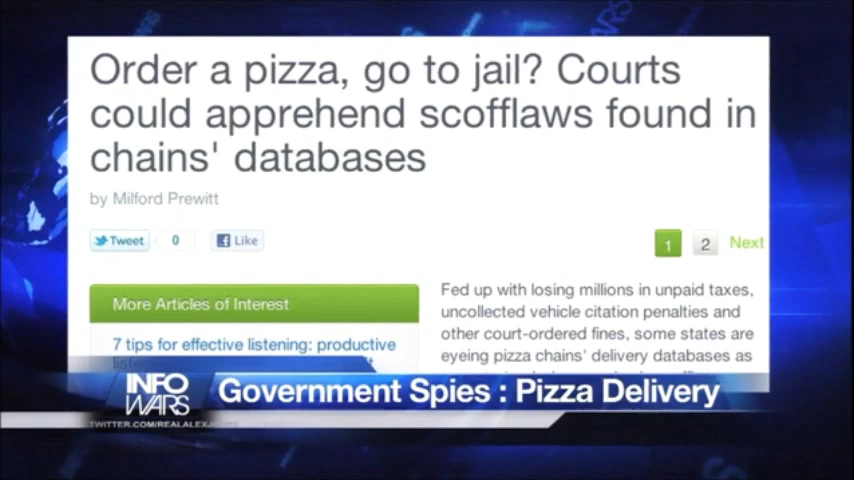 Order a pizza, go to jail? Courts
could apprehend scofflaws found in
chains' databases
by Milford Prewitt
Tweet 0 Like
1 2 Next
More Articles of Interest
7 tips for effective listening: productive
Fed up with losing millions in unpaid taxes,
uncollected vehicle citation penalties and
other court-ordered fines, some states are
eyeing pizza chains' delivery databases as
INFO
WARS
Government Spies : Pizza Delivery